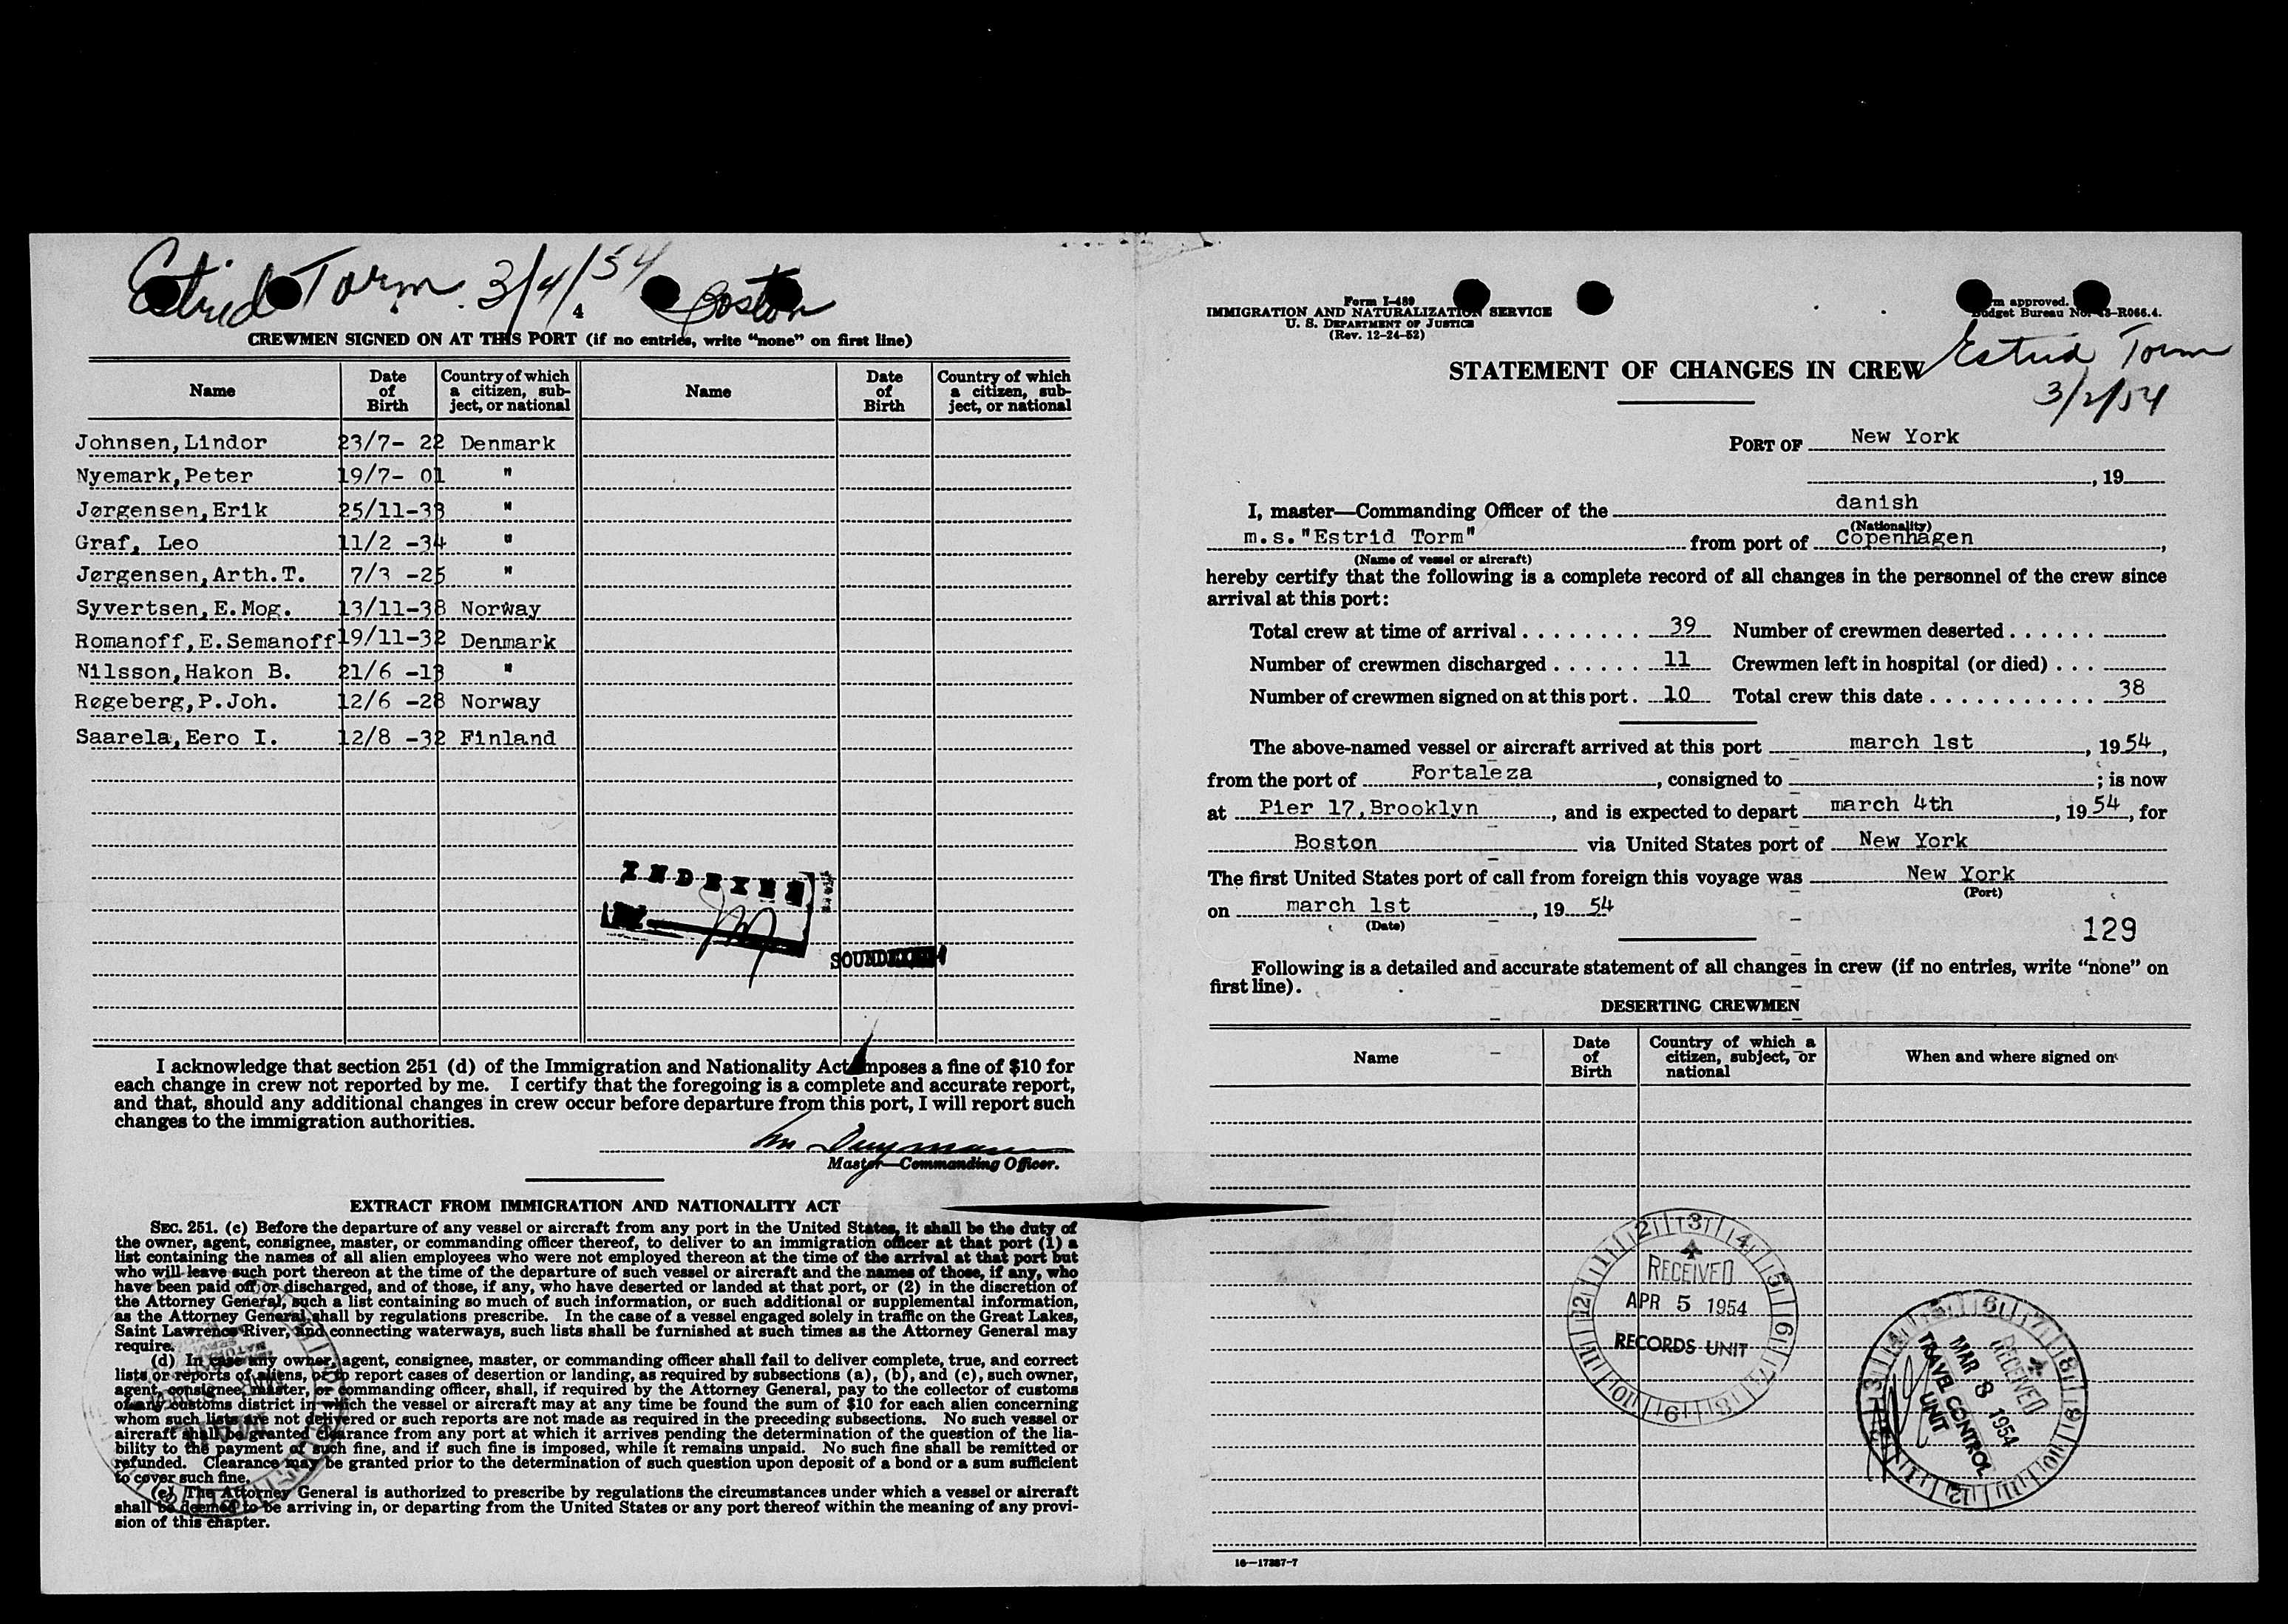 Estrid Torm. 3/4/54 Boston
4
CREWMEN SIGNED ON AT THIS PORT (if no entries, write “none” on first line)
Name | Date of Birth | Country of which a citizen, subject, or national | Name | Date of Birth | Country of which a citizen, subject, or national
Johnsen,Lindor 23/7- 22 Denmark
Nyemark,Peter 19/7- 01 "
Jørgensen,Erik 25/11-33 "
Graf, Leo 11/2 -34 "
Jørgensen,Arth.T. 7/3 -25 "
Syvertsen,E.Mog. 13/11-38 Norway
Romanoff,E.Semanoff 19/11-32 Denmark
Nilsson,Hakon B. 21/6 -13 "
Røgeberg,P.Joh. 12/6 -28 Norway
Saarela,Eero I. 12/8 -32 Finland
INDEXED
I acknowledge that section 251 (d) of the Immigration and Nationality Act imposes a fine of $10 for
each change in crew not reported by me. I certify that the foregoing is a complete and accurate report,
and that, should any additional changes in crew occur before departure from this port, I will report such
changes to the immigration authorities.
Master—Commanding Officer.
EXTRACT FROM IMMIGRATION AND NATIONALITY ACT
SEC. 251. (c) Before the departure of any vessel or aircraft from any port in the United States, it shall be the duty of
the owner, agent, consignee, master, or commanding officer thereof, to deliver to an immigration officer at that port (1) a
list containing the names of all alien employees who were not employed thereon at the time of the arrival at that port but
who will leave such port thereon at the time of the departure of such vessel or aircraft and the names of those, if any, who
have been paid off or discharged, and of those, if any, who have deserted or landed at that port, or (2) in the discretion of
the Attorney General, such a list containing so much of such information, or such additional or supplemental information,
as the Attorney General shall by regulations prescribe. In the case of a vessel engaged solely in traffic on the Great Lakes,
Saint Lawrence River, and connecting waterways, such lists shall be furnished at such times as the Attorney General may
require.
(d) In case any owner, agent, consignee, master, or commanding officer shall fail to deliver complete, true, and correct
lists or reports of aliens, or to report cases of desertion or landing, as required by subsections (a), (b), and (c), such owner,
agent, consignee, master, or commanding officer, shall, if required by the Attorney General, pay to the collector of customs
of any customs district in which the vessel or aircraft may at any time be found the sum of $10 for each alien concerning
whom such lists are not delivered or such reports are not made as required in the preceding subsections. No such vessel or
aircraft shall be granted clearance from any port at which it arrives pending the determination of the question of the lia-
bility to the payment of such fine, and if such fine is imposed, while it remains unpaid. No such fine shall be remitted or
refunded. Clearance may be granted prior to the determination of such question upon deposit of a bond or a sum sufficient
to cover such fine.
(e) The Attorney General is authorized to prescribe by regulations the circumstances under which a vessel or aircraft
shall be deemed to be arriving in, or departing from the United States or any port thereof within the meaning of any provi-
sion of this chapter.
Form I-489
IMMIGRATION AND NATURALIZATION SERVICE
U. S. DEPARTMENT OF JUSTICE
(Rev. 12-24-52)
approved.
Budget Bureau No. 43-R066.4.
STATEMENT OF CHANGES IN CREW
Estrid Torm
3/2/54
PORT OF New York
, 19
I, master—Commanding Officer of the danish
(Nationality)
m.s."Estrid Torm" from port of Copenhagen,
(Name of vessel or aircraft)
hereby certify that the following is a complete record of all changes in the personnel of the crew since
arrival at this port:
Total crew at time of arrival . . . . . . . . 39 Number of crewmen deserted . . . . . .
Number of crewmen discharged . . . . . . 11 Crewmen left in hospital (or died) . . .
Number of crewmen signed on at this port . 10 Total crew this date . . . . . . . . . . . 38
The above-named vessel or aircraft arrived at this port march 1st, 1954,
from the port of Fortaleza, consigned to ; is now
at Pier 17,Brooklyn, and is expected to depart march 4th, 1954, for
Boston via United States port of New York
The first United States port of call from foreign this voyage was New York
(Port)
on march 1st, 19 54
(Date)
129
Following is a detailed and accurate statement of all changes in crew (if no entries, write “none” on
first line).
DESERTING CREWMEN
Name | Date of Birth | Country of which a citizen, subject, or national | When and where signed on
RECEIVED
APR 5 1954
RECORDS UNIT
RECEIVED
MAR 8 1954
TRAVEL CONTROL
UNIT
16—17387-7